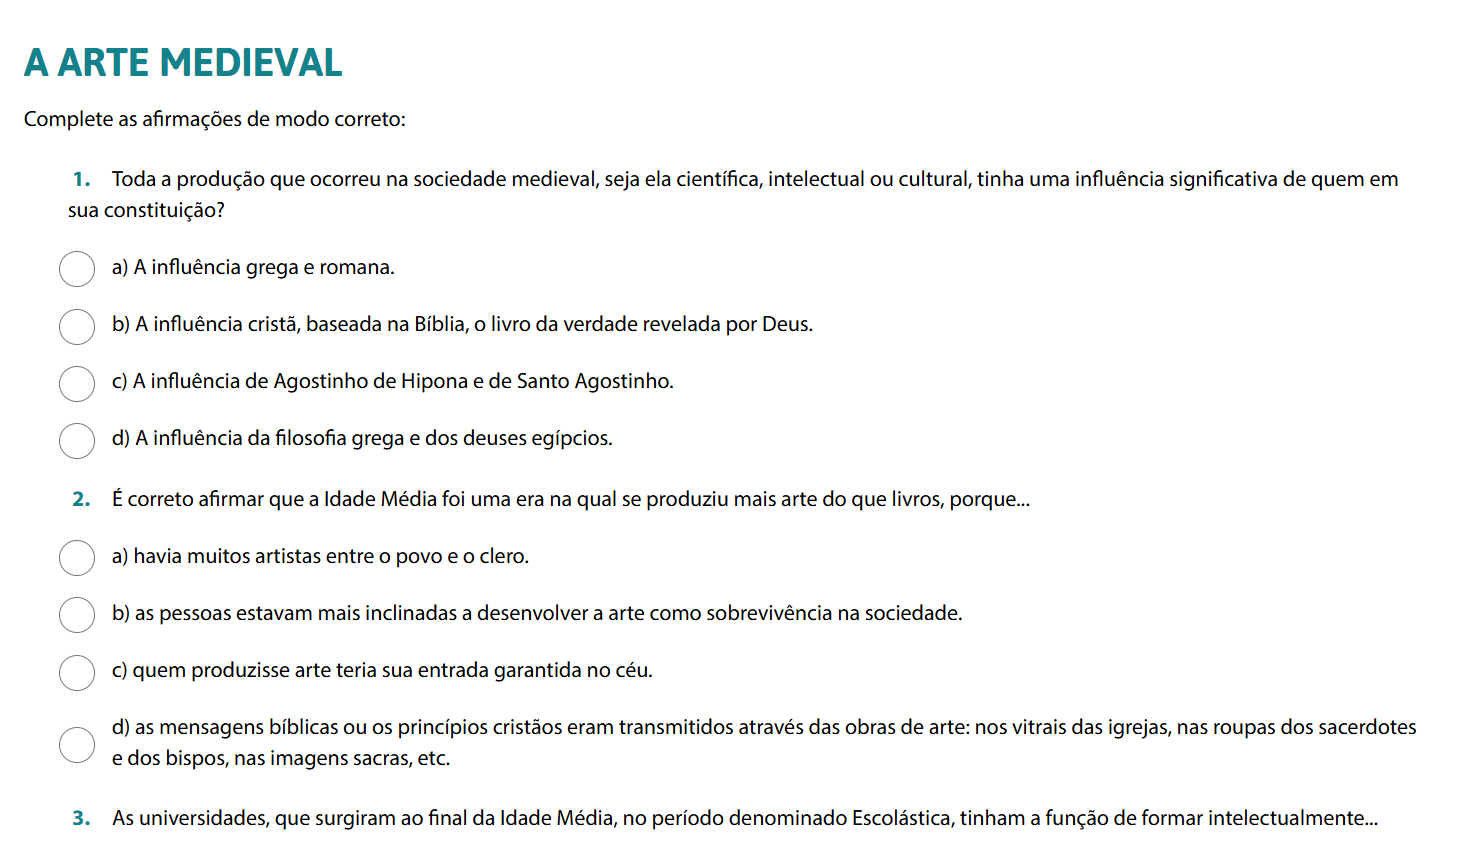 A ARTE MEDIEVAL
Complete as afirmações de modo correto:
1. Toda a produção que ocorreu na sociedade medieval, seja ela científica, intelectual ou cultural, tinha uma influência significativa de quem em
sua constituição?
a) A influência grega e romana.
b) A influência cristã, baseada na Bíblia, o livro da verdade revelada por Deus.
c) A influência de Agostinho de Hipona e de Santo Agostinho.
d) A influência da filosofia grega e dos deuses egípcios.
2. É correto afirmar que a Idade Média foi uma era na qual se produziu mais arte do que livros, porque...
a) havia muitos artistas entre o povo e o clero.
b) as pessoas estavam mais inclinadas a desenvolver a arte como sobrevivência na sociedade.
c) quem produzisse arte teria sua entrada garantida no céu.
d) as mensagens bíblicas ou os princípios cristãos eram transmitidos através das obras de arte: nos vitrais das igrejas, nas roupas dos sacerdotes
e dos bispos, nas imagens sacras, etc.
3. As universidades, que surgiram ao final da Idade Média, no período denominado Escolástica, tinham a função de formar intelectualmente...